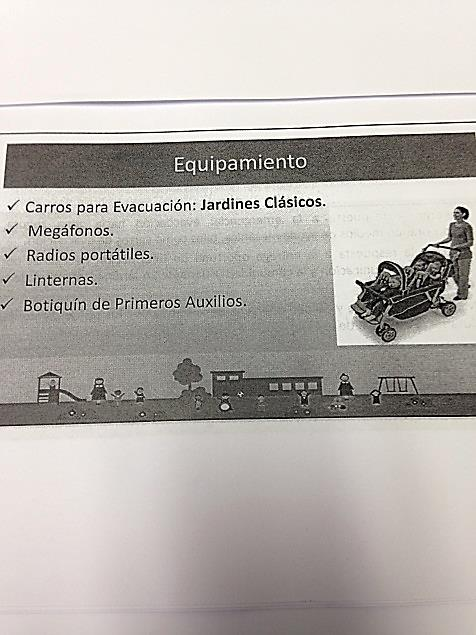 Equipamiento
✓ Carros para Evacuación: Jardines Clásicos.
✓ Megáfonos.
✓ Radios portátiles.
✓ Linternas.
✓ Botiquín de Primeros Auxilios.